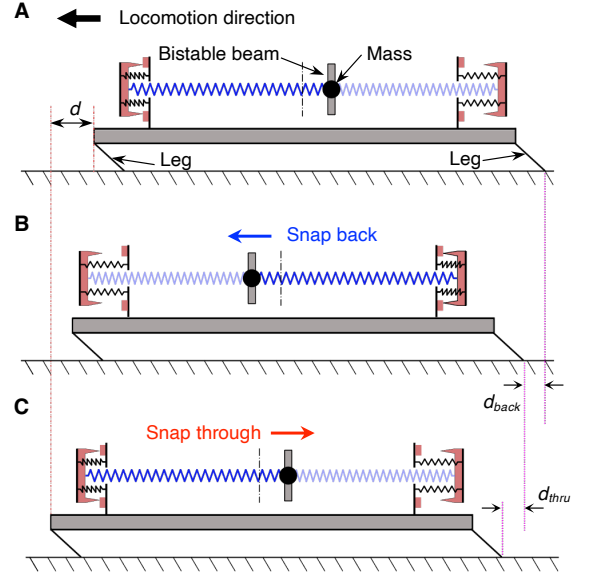 A
Locomotion direction
Bistable beam
Mass
d
Leg
Leg
B
Snap back
d_back
C
Snap through
d_thru